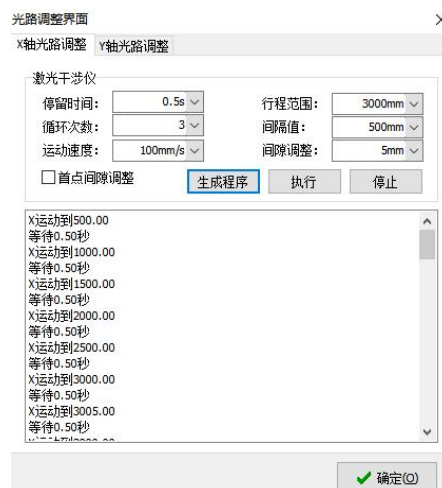 光路调整界面
X轴光路调整 Y轴光路调整
激光干涉仪
停留时间: 0.5s 行程范围: 3000mm
循环次数: 3 间隔值: 500mm
运动速度: 100mm/s 间隙调整: 5mm
首点间隙调整 生成程序 执行 停止
X运动到500.00
等待0.50秒
X运动到1000.00
等待0.50秒
X运动到1500.00
等待0.50秒
X运动到2000.00
等待0.50秒
X运动到2500.00
等待0.50秒
X运动到3000.00
等待0.50秒
X运动到3005.00
等待0.50秒
确定(O)